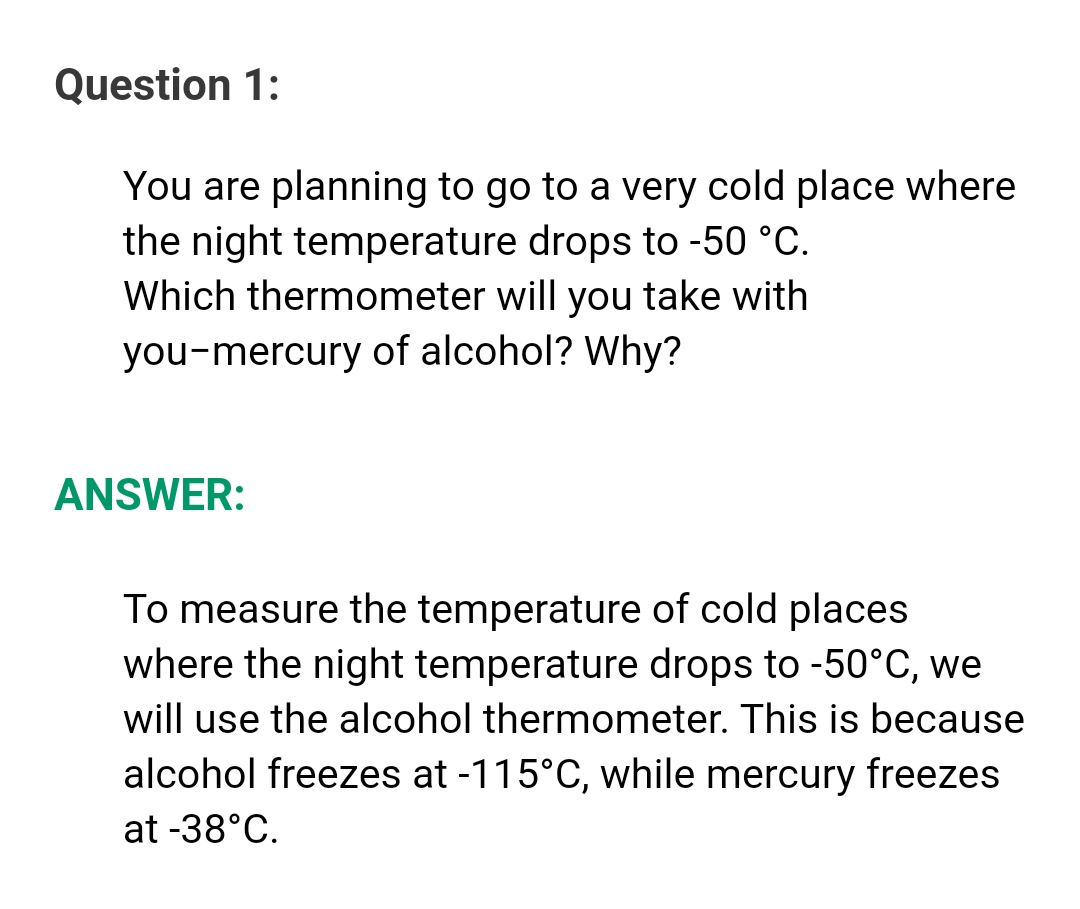 Question 1:
You are planning to go to a very cold place where
the night temperature drops to -50 °C.
Which thermometer will you take with
you−mercury of alcohol? Why?
ANSWER:
To measure the temperature of cold places
where the night temperature drops to -50°C, we
will use the alcohol thermometer. This is because
alcohol freezes at -115°C, while mercury freezes
at -38°C.